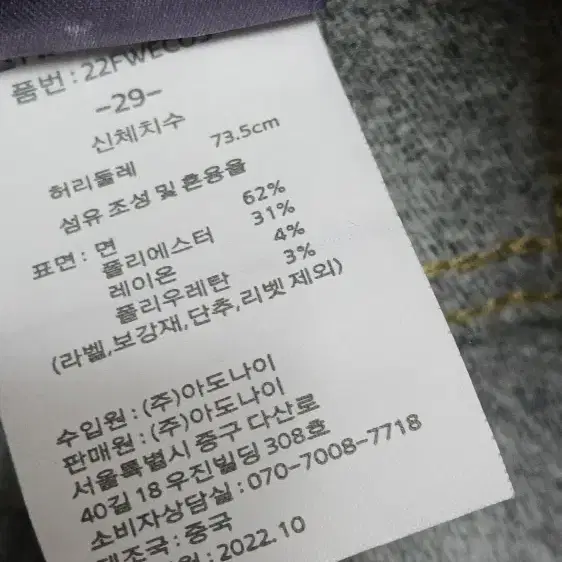 품번 : 22FWECO
-29-
신체치수
허리둘레 73.5cm
섬유 조성 및 혼용율
표면 : 면 62%
폴리에스터 31%
레이온 4%
폴리우레탄 3%
(라벨,보강재,단추,리벳 제외)
수입원 : (주)아도나이
판매원 : (주)아도나이
서울특별시 중구 다산로
40길 18 우진빌딩 308호
소비자상담실 : 070-7008-7718
제조국 : 중국
: 2022.10